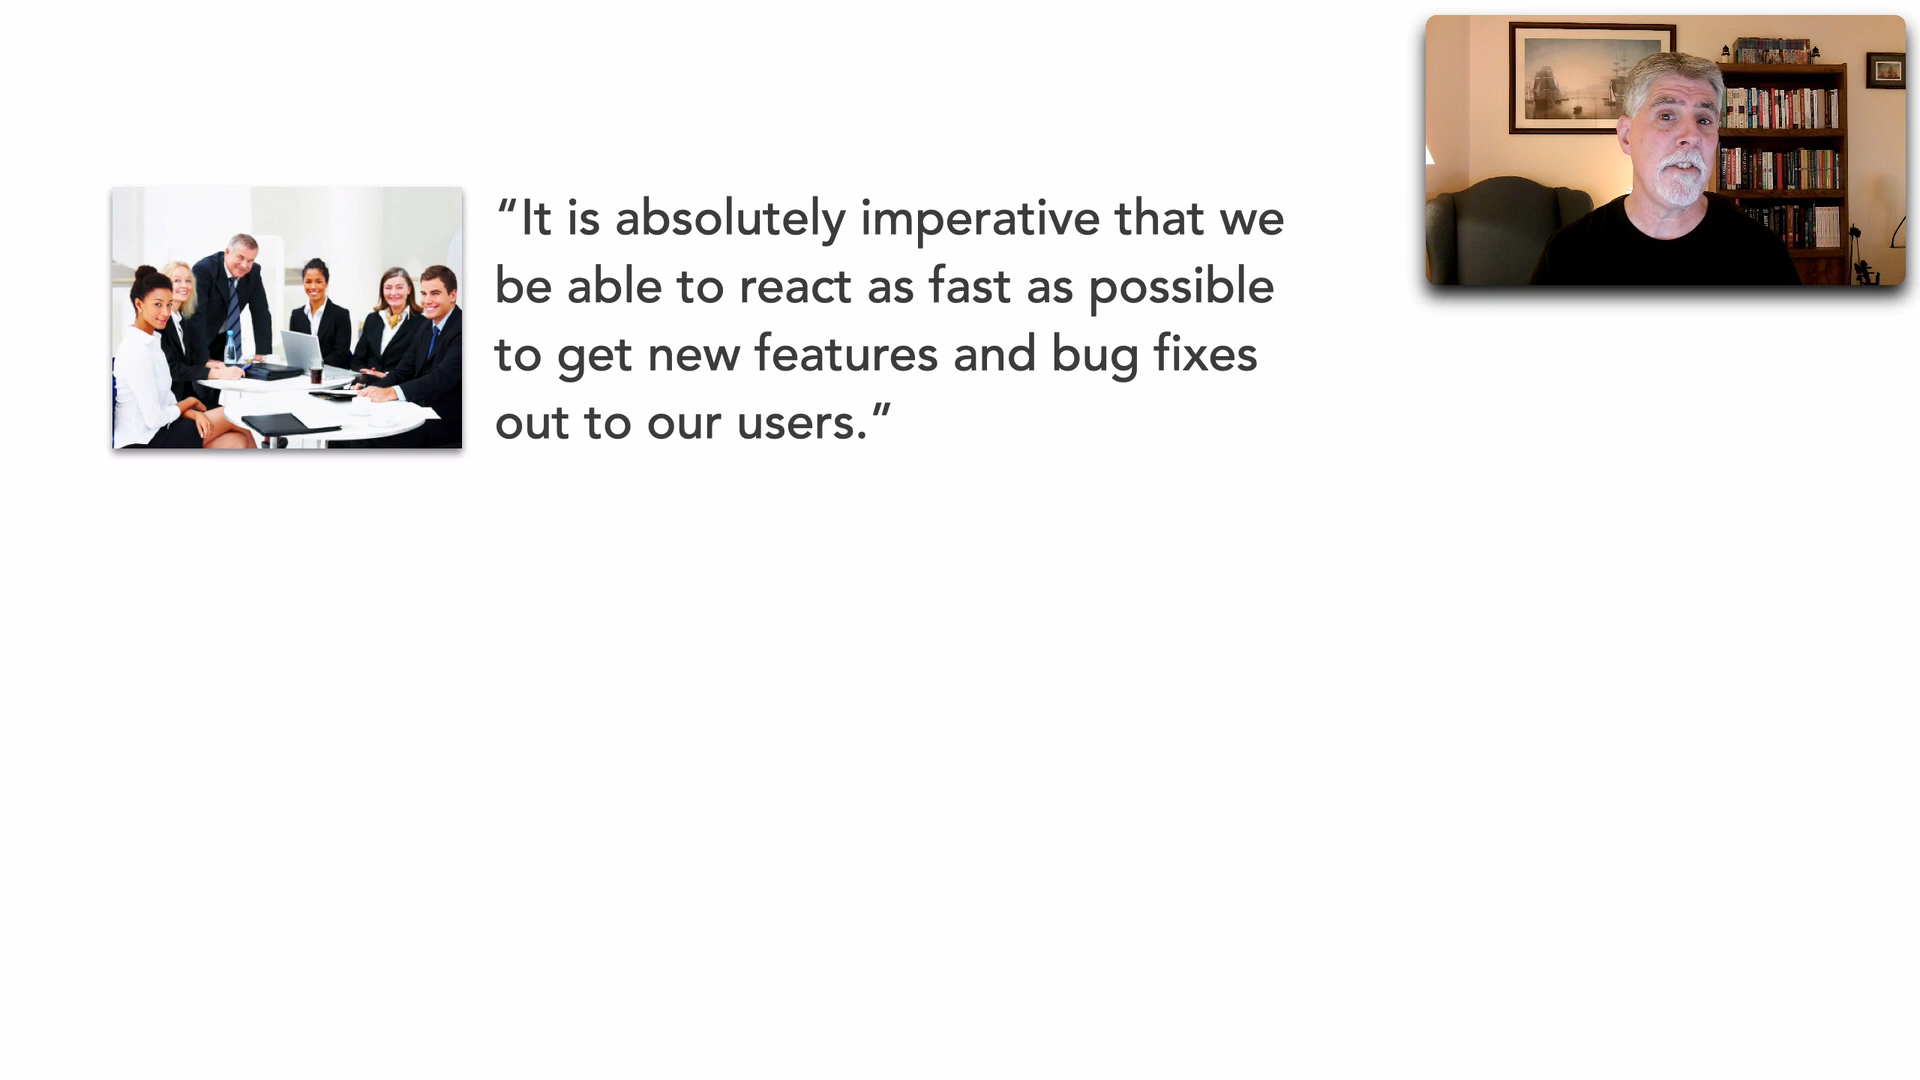 “It is absolutely imperative that we
be able to react as fast as possible
to get new features and bug fixes
out to our users.”